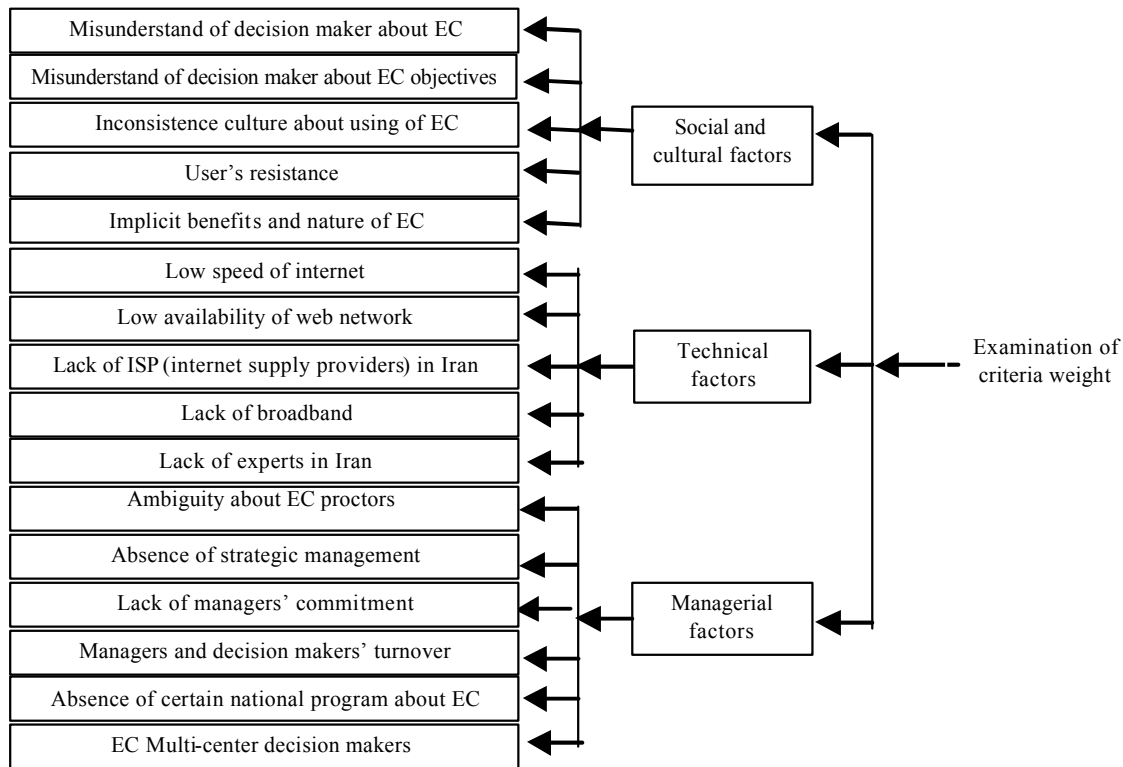 Misunderstand of decision maker about EC
Misunderstand of decision maker about EC objectives
Inconsistence culture about using of EC
User's resistance
Implicit benefits and nature of EC
Low speed of internet
Low availability of web network
Lack of ISP (internet supply providers) in Iran
Lack of broadband
Lack of experts in Iran
Ambiguity about EC proctors
Absence of strategic management
Lack of managers' commitment
Managers and decision makers' turnover
Absence of certain national program about EC
EC Multi-center decision makers
Social and
cultural factors
Technical
factors
Managerial
factors
Examination of
criteria weight